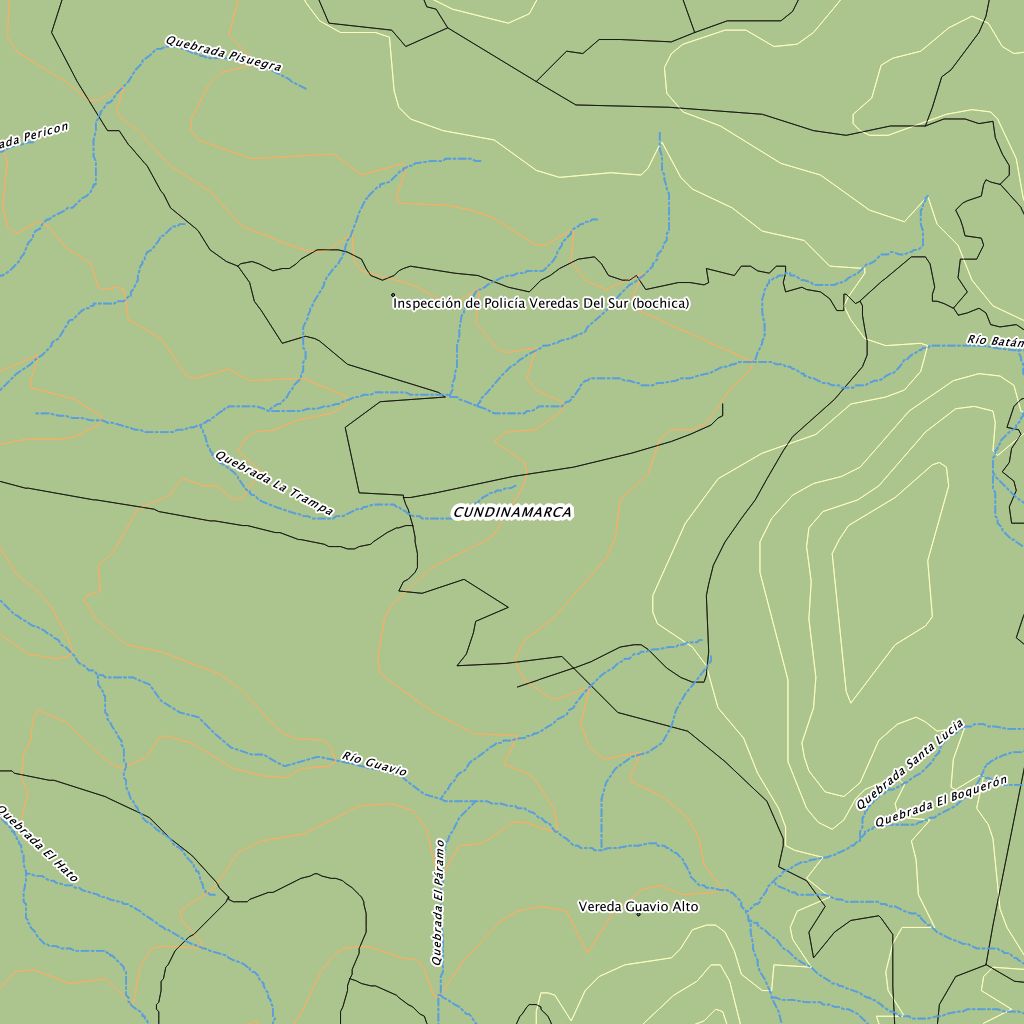 Quebrada Pisuegra
ada Pericon
Inspección de Policía Veredas Del Sur (bochica)
Río Batán
Quebrada La Trampa
CUNDINAMARCA
Quebrada Santa Lucia
Río Guavio
Quebrada El Boquerón
Quebrada El Hato
Quebrada El Páramo
Vereda Guavio Alto